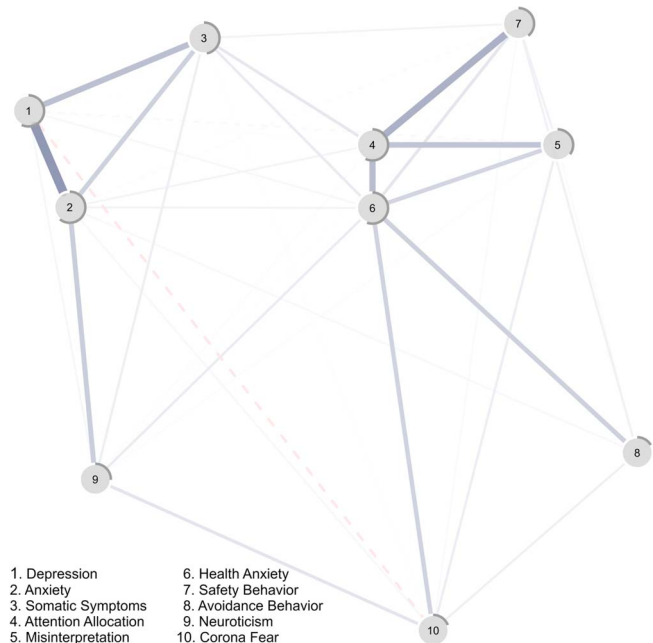 7
3
1
4
5
2
6
8
9
10
1. Depression
2. Anxiety
3. Somatic Symptoms
4. Attention Allocation
5. Misinterpretation
6. Health Anxiety
7. Safety Behavior
8. Avoidance Behavior
9. Neuroticism
10. Corona Fear